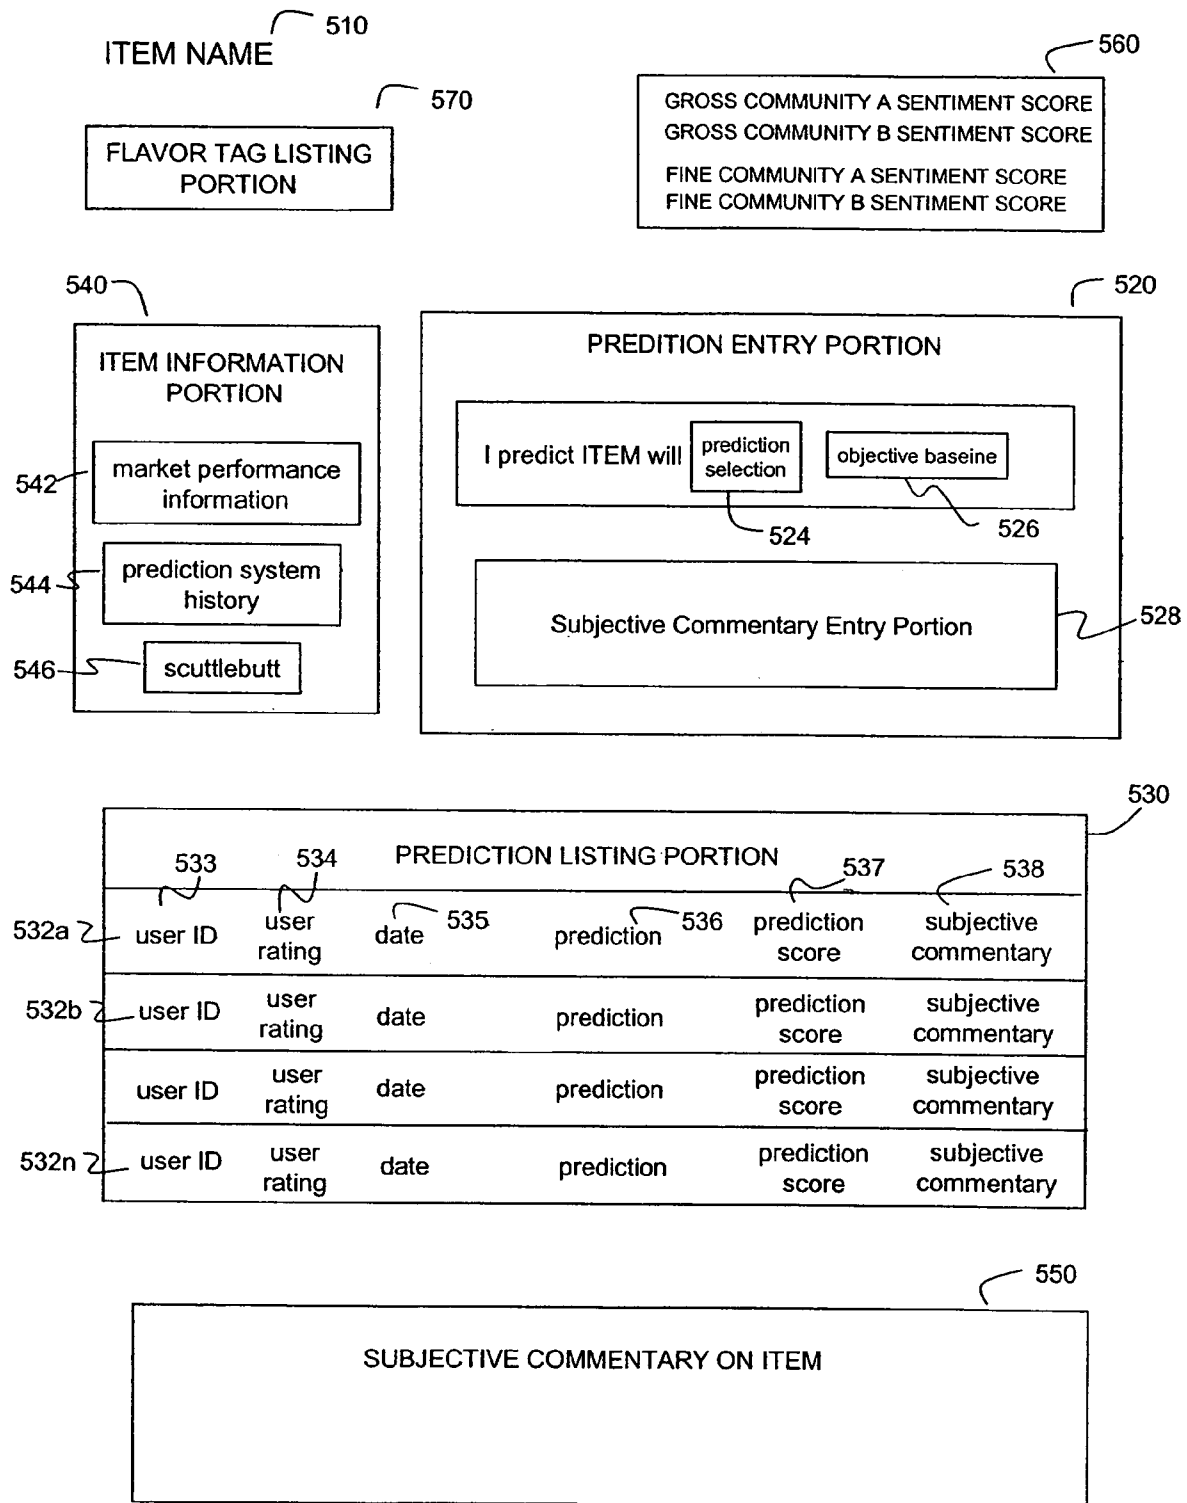 510
ITEM NAME
560
570
GROSS COMMUNITY A SENTIMENT SCORE
GROSS COMMUNITY B SENTIMENT SCORE
FINE COMMUNITY A SENTIMENT SCORE
FINE COMMUNITY B SENTIMENT SCORE
FLAVOR TAG LISTING
PORTION
540
520
ITEM INFORMATION
PORTION
542
market performance
information
544
prediction system
history
546
scuttlebutt
PREDITION ENTRY PORTION
I predict ITEM will
prediction
selection
objective baseine
524
526
Subjective Commentary Entry Portion
528
530
PREDICTION LISTING PORTION
533
534
537
538
532a
user ID
user
rating
date
535
prediction
536
prediction
score
subjective
commentary
532b
user ID
user
rating
date
prediction
prediction
score
subjective
commentary
user ID
user
rating
date
prediction
prediction
score
subjective
commentary
532n
user ID
user
rating
date
prediction
prediction
score
subjective
commentary
550
SUBJECTIVE COMMENTARY ON ITEM